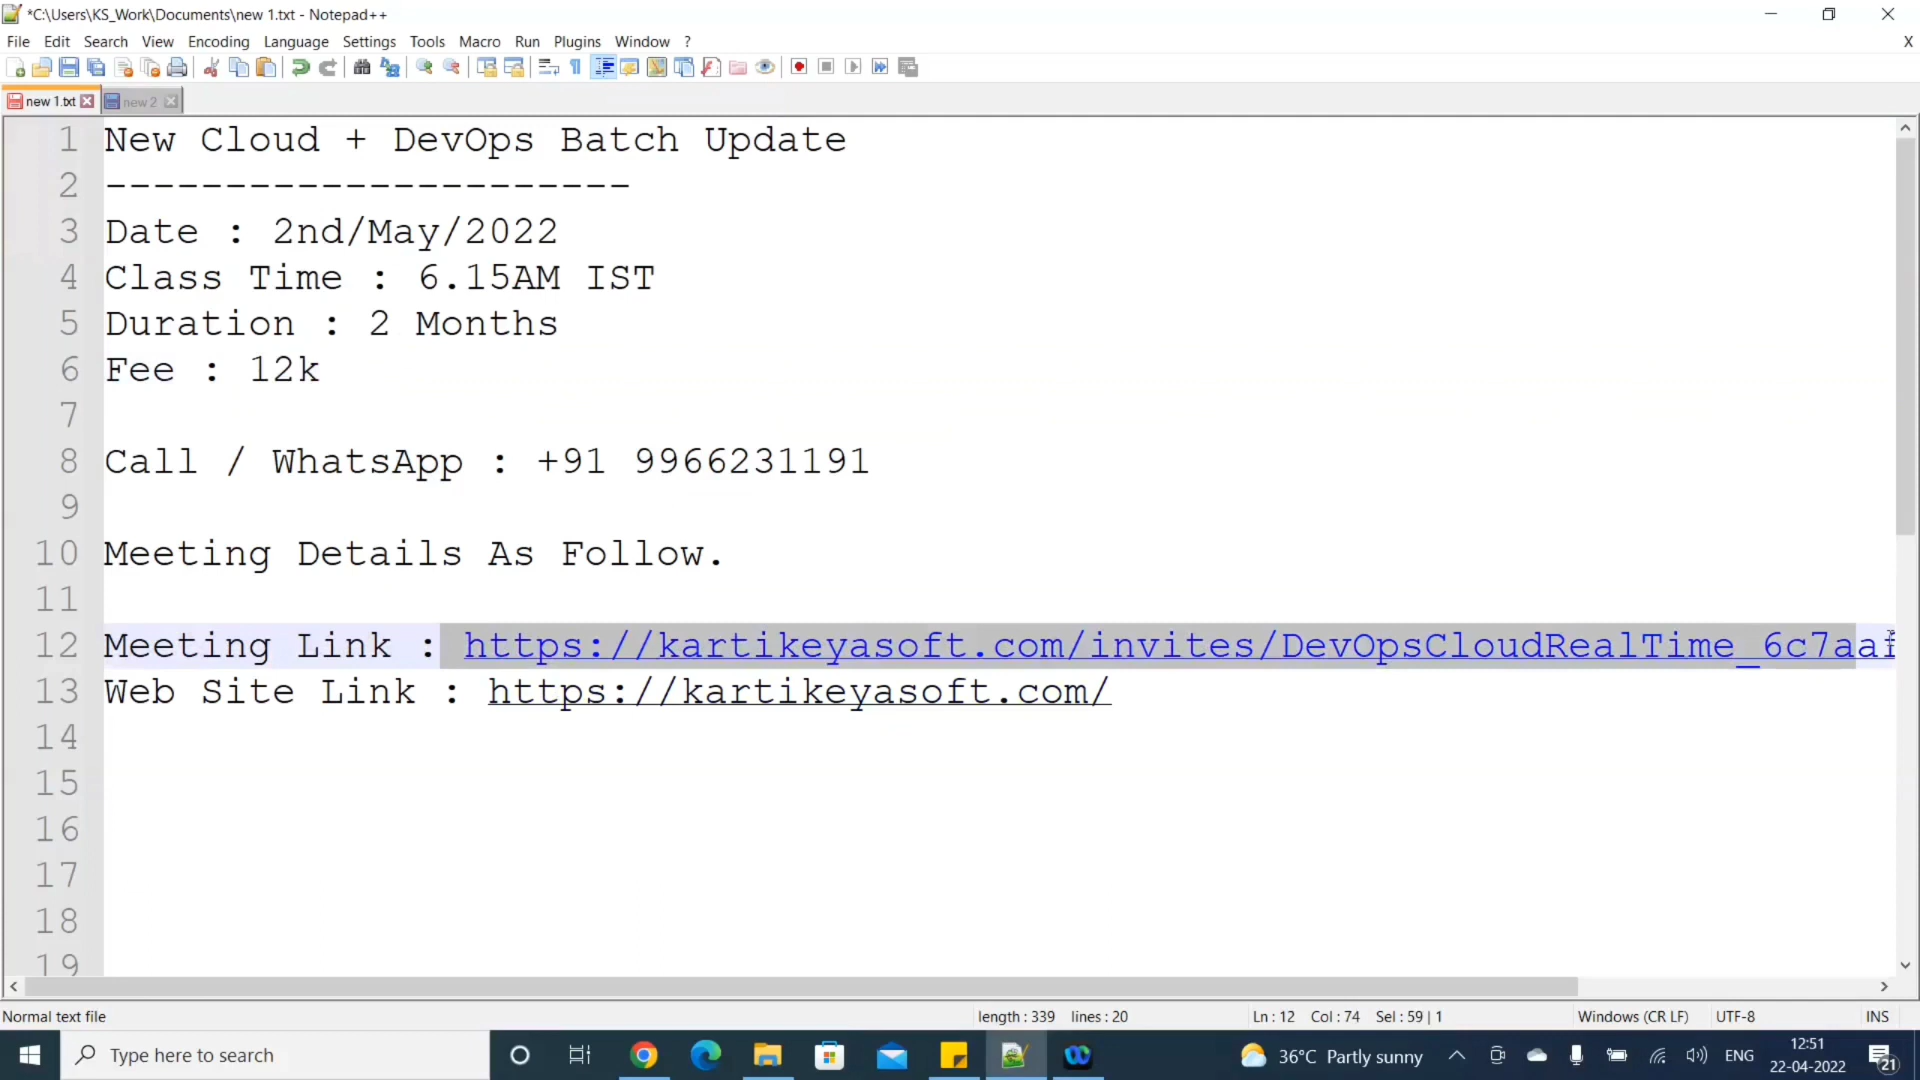 *C:\Users\KS_Work\Documents\new 1.txt - Notepad++
File Edit Search View Encoding Language Settings Tools Macro Run Plugins Window ? X
new 1.txt new 2
1 New Cloud + DevOps Batch Update
2 ----------------------
3 Date : 2nd/May/2022
4 Class Time : 6.15AM IST
5 Duration : 2 Months
6 Fee : 12k
7
8 Call / WhatsApp : +91 9966231191
9
10 Meeting Details As Follow.
11
12 Meeting Link : https://kartikeyasoft.com/invites/DevOpsCloudRealTime_6c7aaf
13 Web Site Link : https://kartikeyasoft.com/
14
15
16
17
18
19
Normal text file length : 339 lines : 20 Ln : 12 Col : 74 Sel : 59 | 1 Windows (CR LF) UTF-8 INS
Type here to search 36°C Partly sunny ENG 12:51
22-04-2022 21